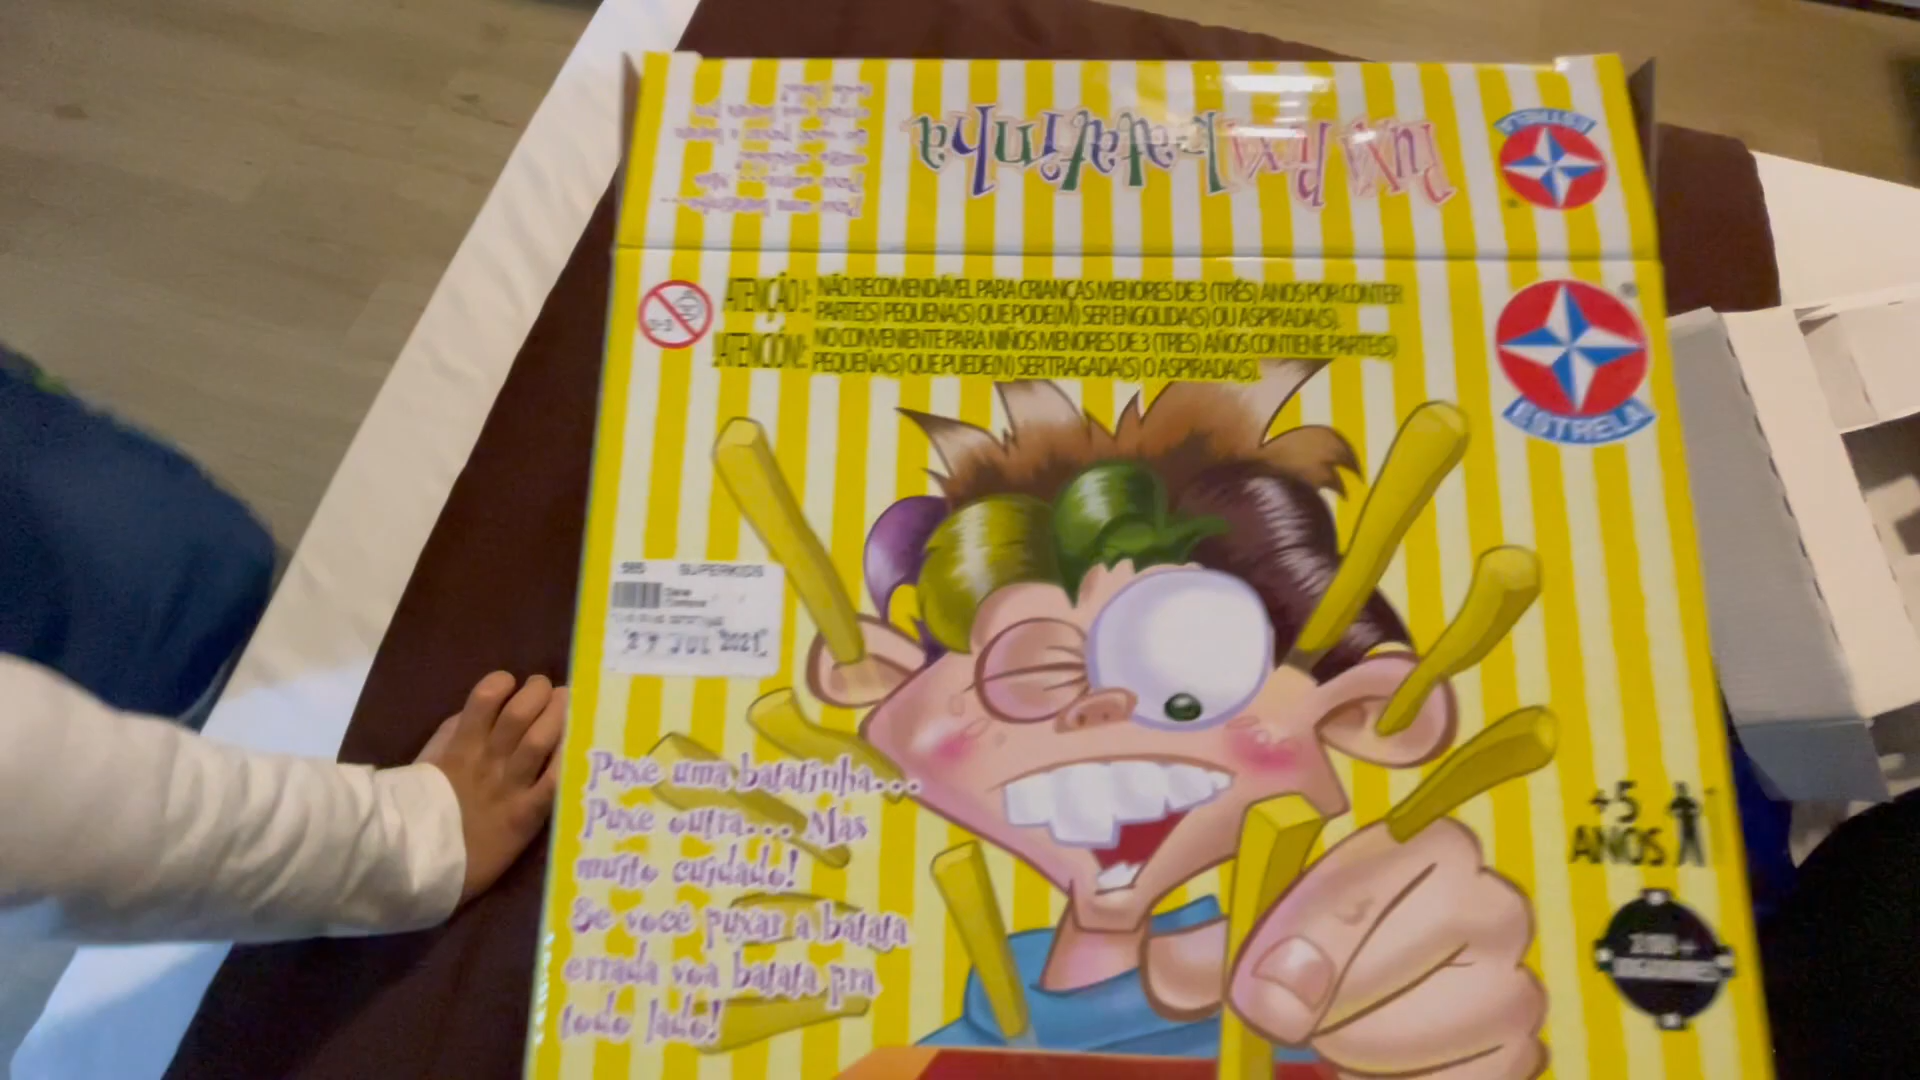 Puxa Puxa Batatinha
ESTRELA
ATENÇÃO!: NÃO RECOMENDÁVEL PARA CRIANÇAS MENORES DE 3 (TRÊS) ANOS POR CONTER
PARTE(S) PEQUENA(S) QUE PODE(M) SER ENGOLIDA(S) OU ASPIRADA(S).
¡ATENCIÓN!: NO CONVENIENTE PARA NIÑOS MENORES DE 3 (TRES) AÑOS CONTIENE PARTE(S)
PEQUEÑA(S) QUE PUEDE(N) SER TRAGADA(S) O ASPIRADA(S).
ESTRELA
SUPERKIDS
27 JUL 2021
Puxe uma batatinha...
Puxe outra... Mas
muito cuidado!
Se você puxar a batata
errada voa batata pra
todo lado!
+5
ANOS
JOGADORES